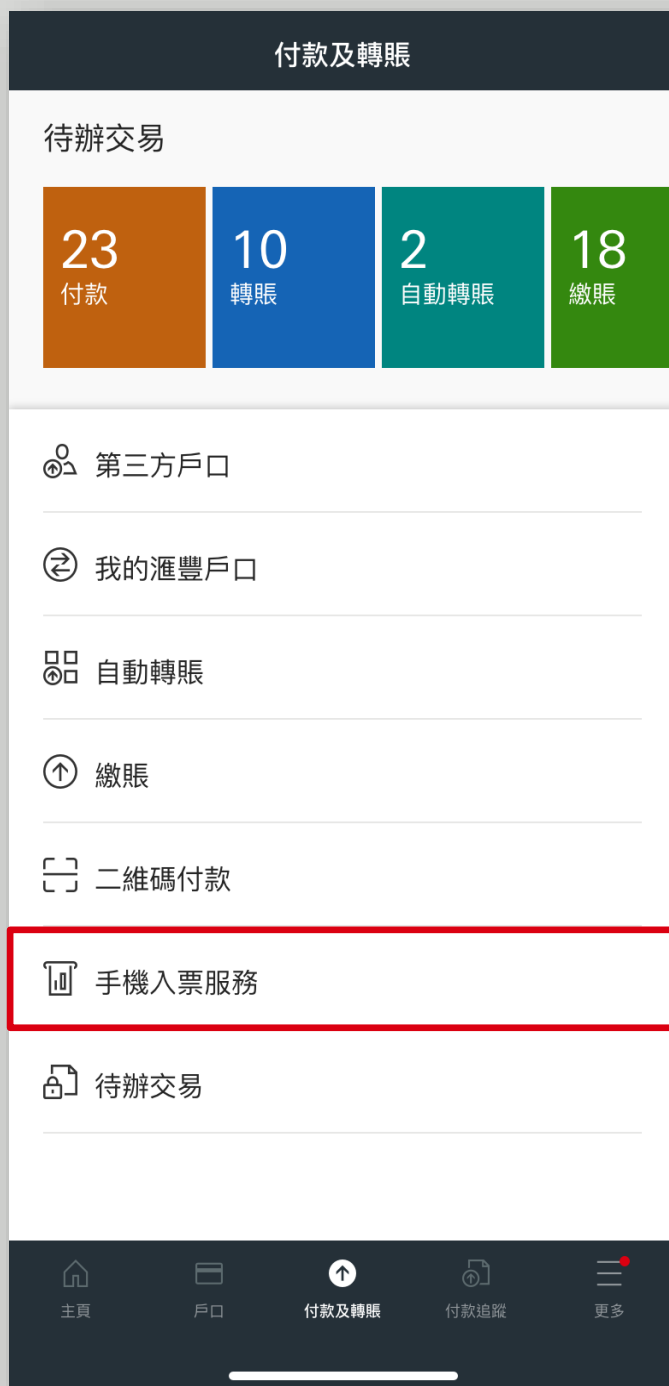 付款及轉賬
待辦交易
23
付款
10
轉賬
2
自動轉賬
18
繳賬
第三方戶口
我的滙豐戶口
自動轉賬
繳賬
二維碼付款
手機入票服務
待辦交易
主頁
戶口
付款及轉賬
付款追蹤
更多